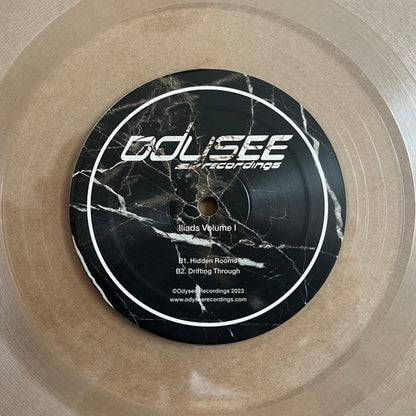 ODYSEE
recordings
Iliads Volume I
B1. Hidden Rooms
B2. Drifting Through
©Odysee Recordings 2023
www.odyseerecordings.com